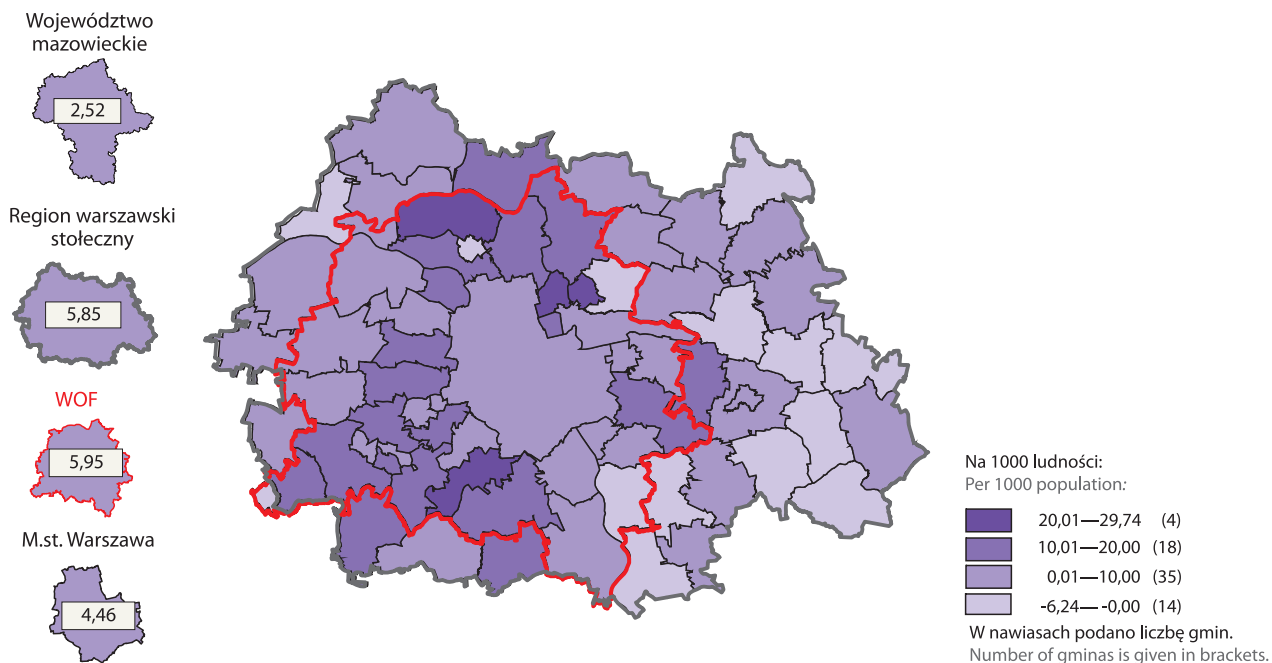 Województwo
mazowieckie
2,52
Region warszawski
stołeczny
5,85
WOF
5,95
M.st. Warszawa
4,46
Na 1000 ludności:
Per 1000 population:
20,01—29,74 (4)
10,01—20,00 (18)
0,01—10,00 (35)
-6,24— -0,00 (14)
W nawiasach podano liczbę gmin.
Number of gminas is given in brackets.